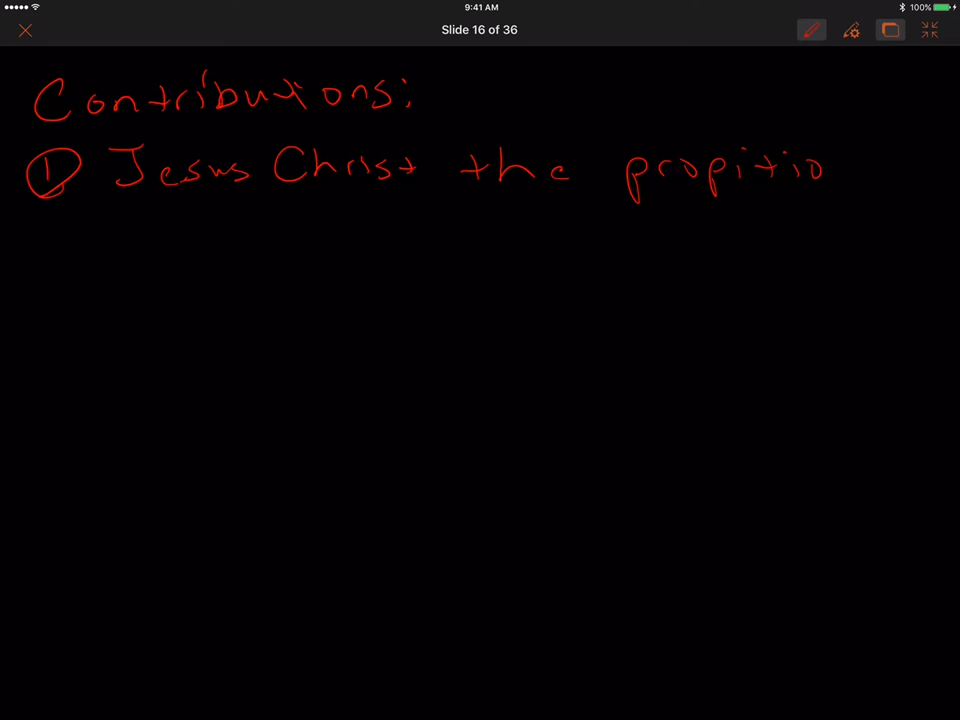 9:41 AM
100%
Slide 16 of 36
Contributions:
① Jesus Christ the propitio